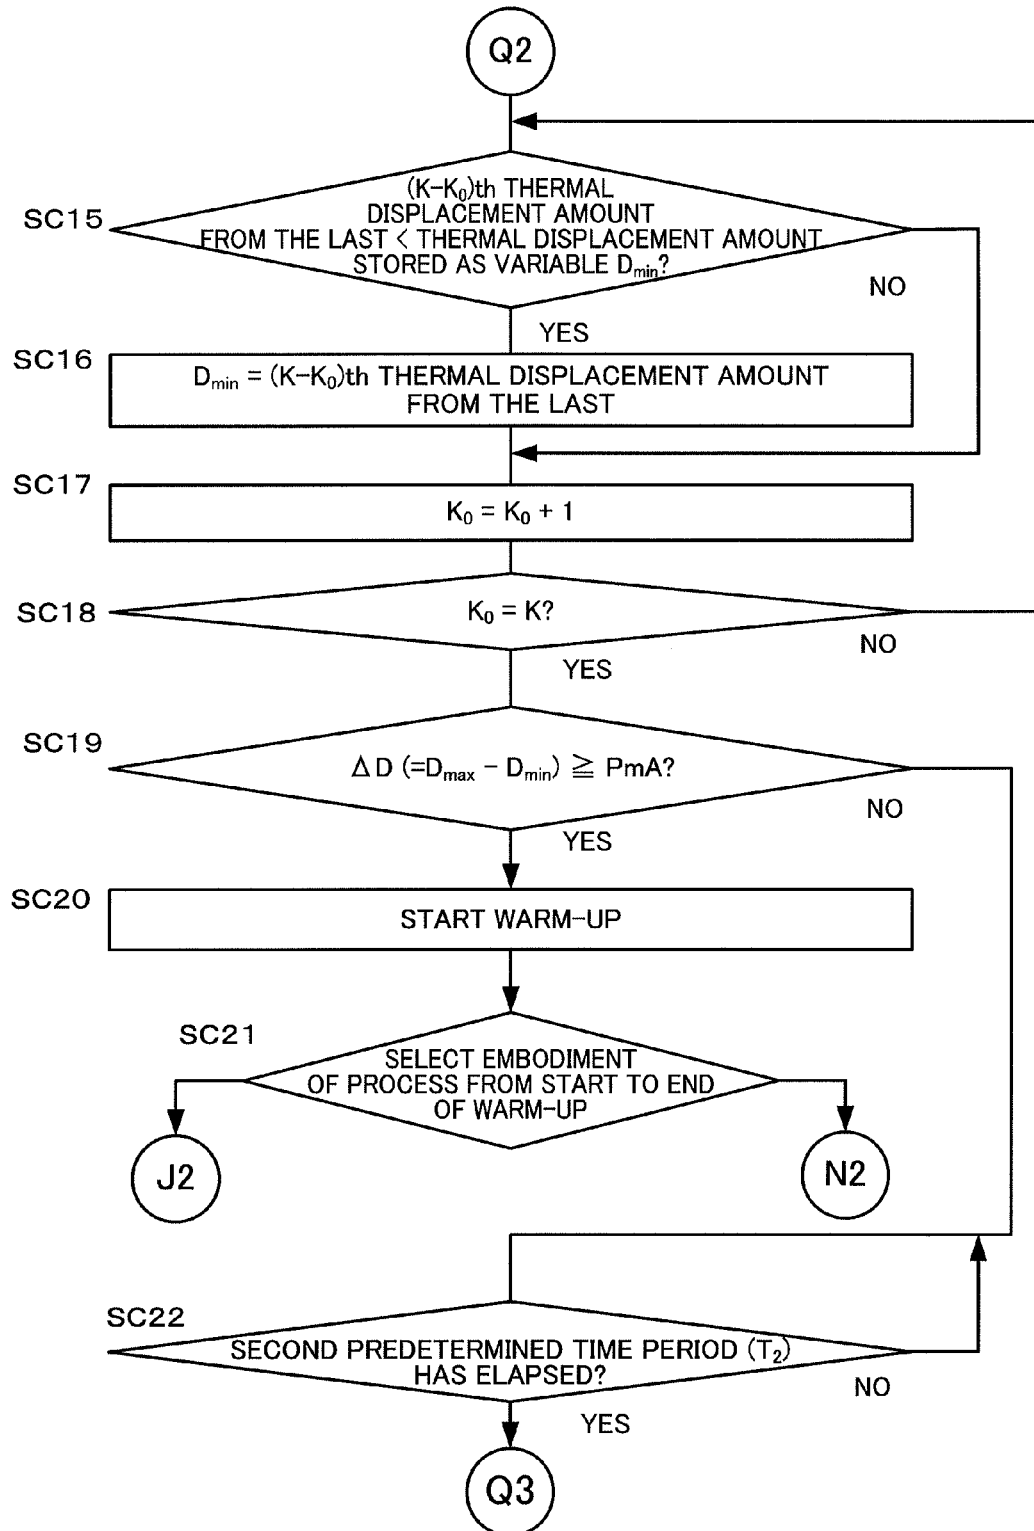 Q2
SC15
(K-K0)th THERMAL
DISPLACEMENT AMOUNT
FROM THE LAST < THERMAL DISPLACEMENT AMOUNT
STORED AS VARIABLE Dmin?
NO
YES
SC16
Dmin = (K-K0)th THERMAL DISPLACEMENT AMOUNT
FROM THE LAST
SC17
K0 = K0 + 1
SC18
K0 = K?
NO
YES
SC19
ΔD (=Dmax - Dmin) ≧ PmA?
NO
YES
SC20
START WARM-UP
SC21
SELECT EMBODIMENT
OF PROCESS FROM START TO END
OF WARM-UP
J2
N2
SC22
SECOND PREDETERMINED TIME PERIOD (T2)
HAS ELAPSED?
NO
YES
Q3